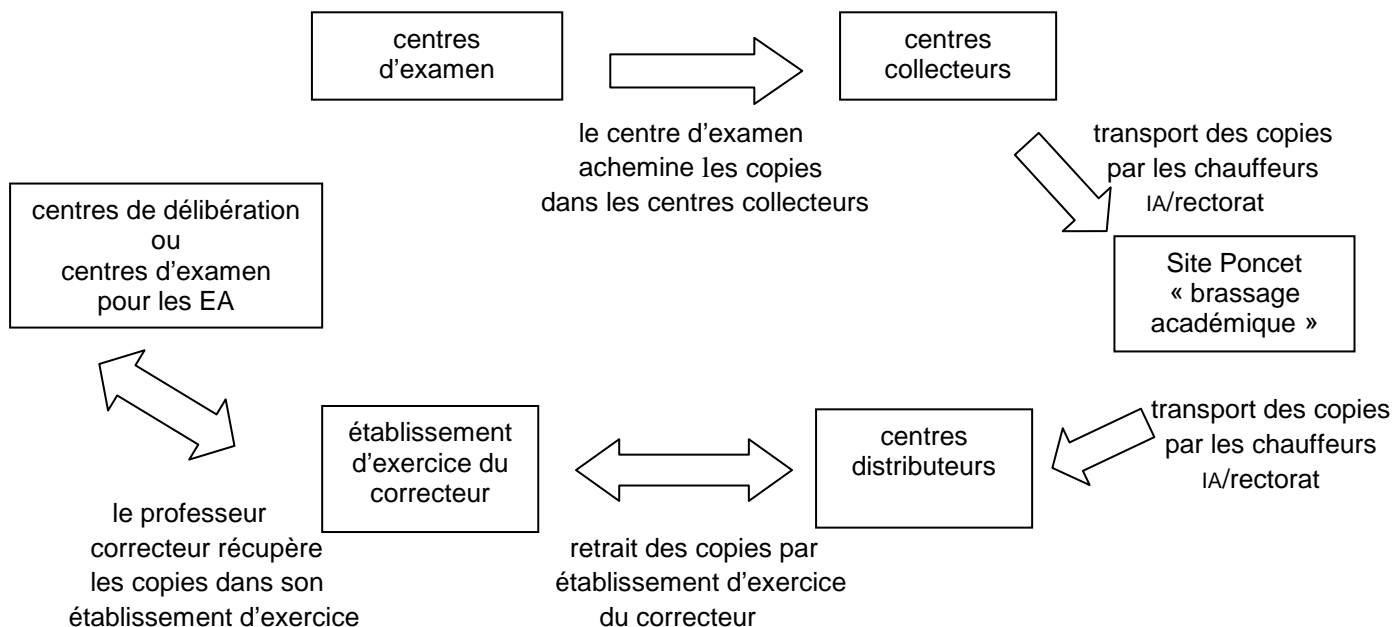 centres
d'examen
centres
collecteurs
le centre d'examen
achemine les copies
dans les centres collecteurs
transport des copies
par les chauffeurs
IA/rectorat
centres de délibération
ou
centres d'examen
pour les EA
Site Poncet
« brassage
académique »
transport des copies
par les chauffeurs
IA/rectorat
établissement
d'exercice du
correcteur
centres
distributeurs
le professeur
correcteur récupère
les copies dans son
établissement d'exercice
retrait des copies par
établissement d'exercice
du correcteur